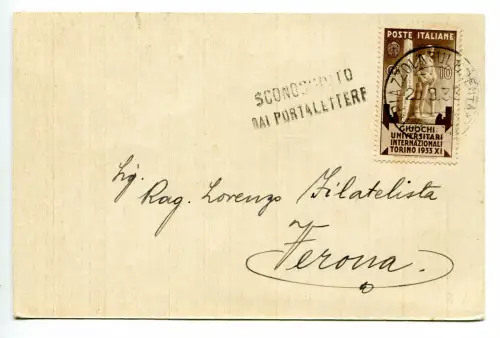 POSTE ITALIANE
10
GIUOCHI
UNIVERSITARI
INTERNAZIONALI
TORINO 1933 XI
SCONOSCIUTO
DAI PORTALETTERE
Sig.
Rag. Lorenzo Filatelista
Verona.